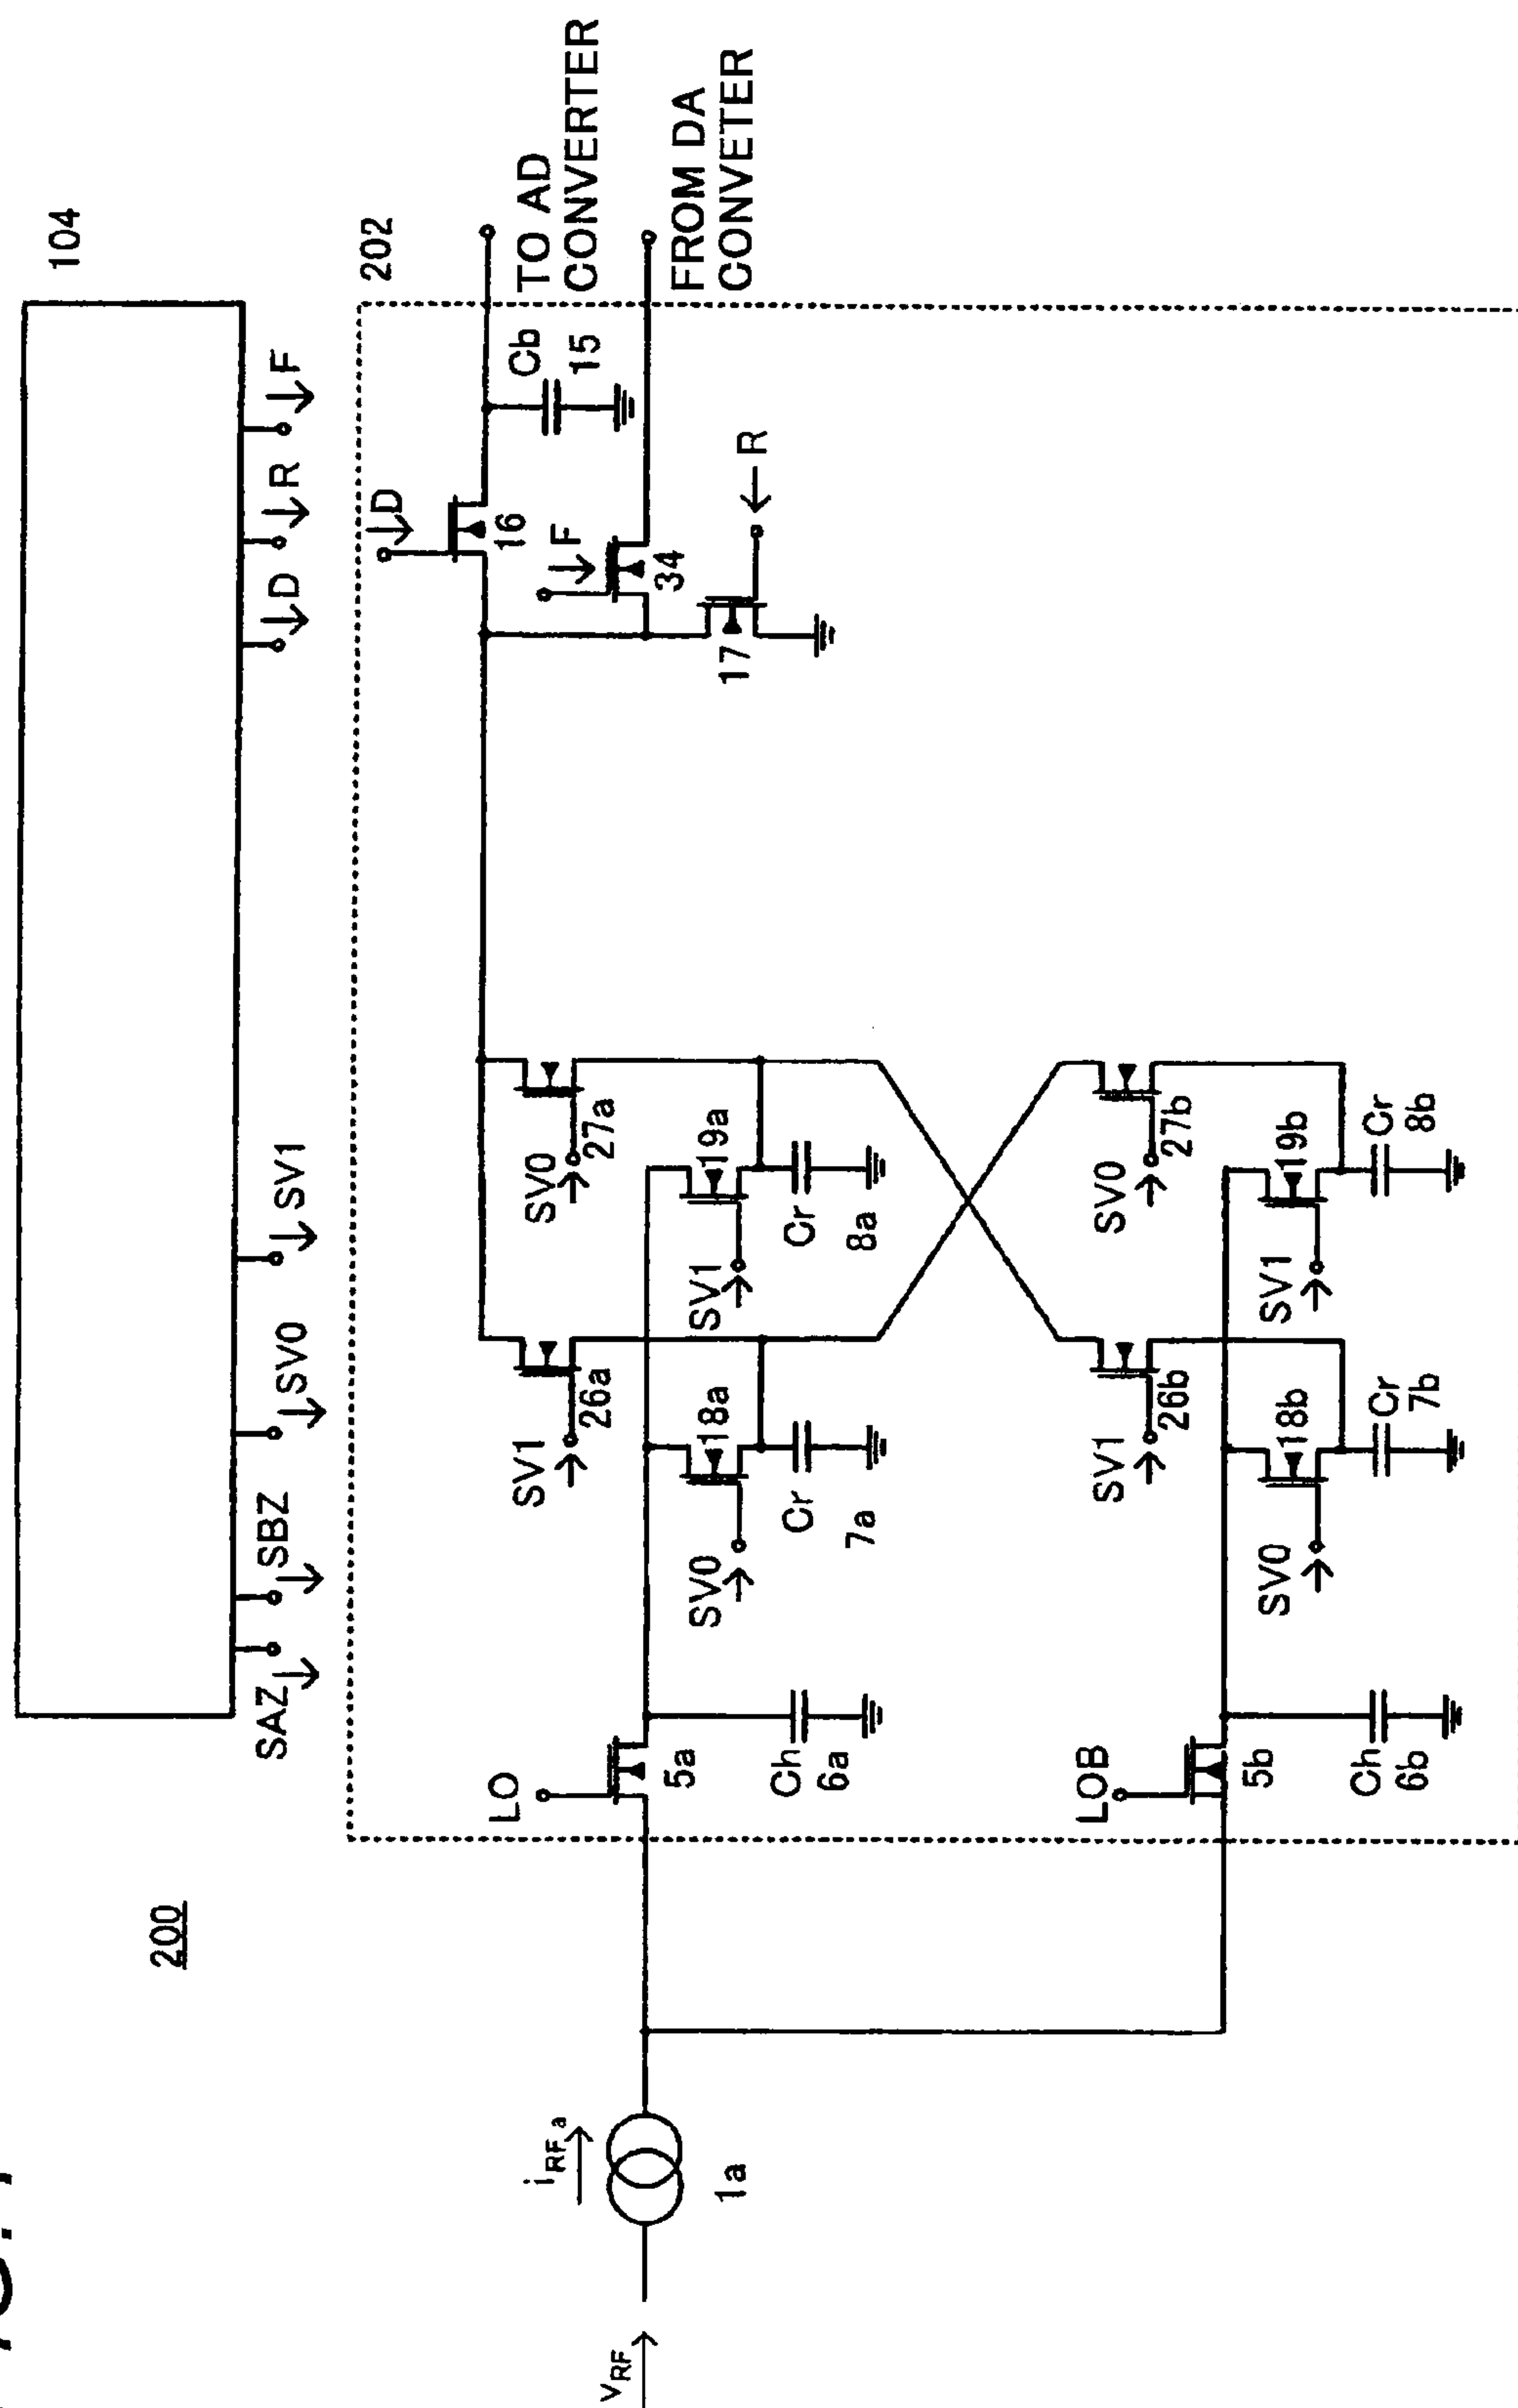 200
104
SAZ
SBZ
SV0
SV1
D
R
F
202
TO AD
CONVERTER
FROM DA
CONVETER
D
16
Cb
15
F
34
17
R
SV1
26a
SV0
27a
LO
5a
Ch
6a
SV0
18a
Cr
7a
SV1
19a
Cr
8a
VRF
iRF a
1a
LOB
5b
Ch
6b
SV1
26b
SV0
27b
SV0
18b
Cr
7b
SV1
19b
Cr
8b